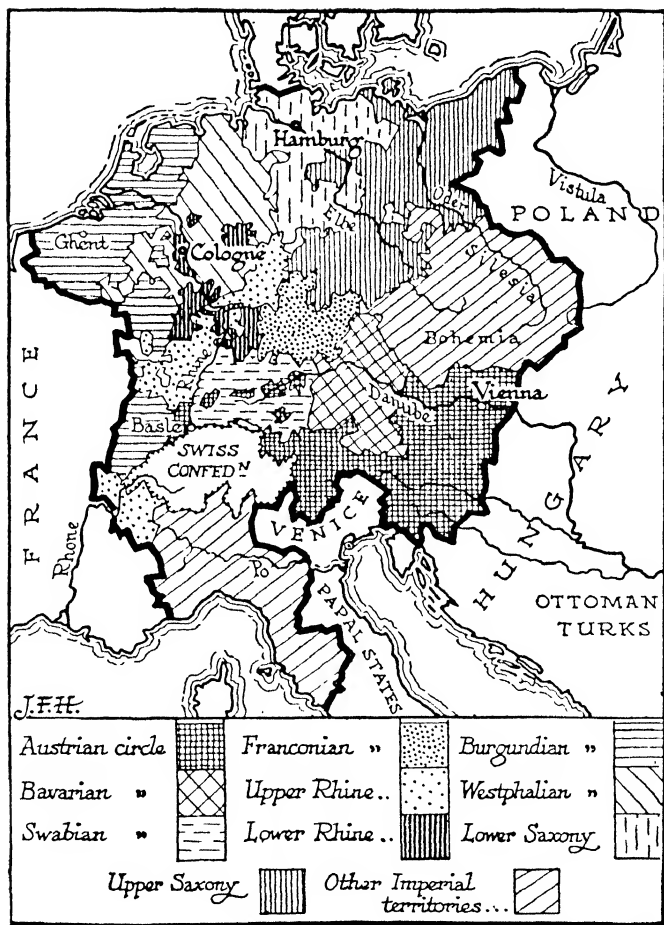 Hamburg
Elbe
Oder
Vistula
POLAND
Ghent
Cologne
Silesia
Bohemia
FRANCE
Rhine
Danube
Vienna
Basle
SWISS
CONFEDN
VENICE
HUNGARY
Rhone
Po
PAPAL STATES
OTTOMAN
TURKS
J.F.H.
Austrian circle
Franconian "
Burgundian "
Bavarian "
Upper Rhine..
Westphalian "
Swabian "
Lower Rhine ..
Lower Saxony
Upper Saxony
Other Imperial
territories...